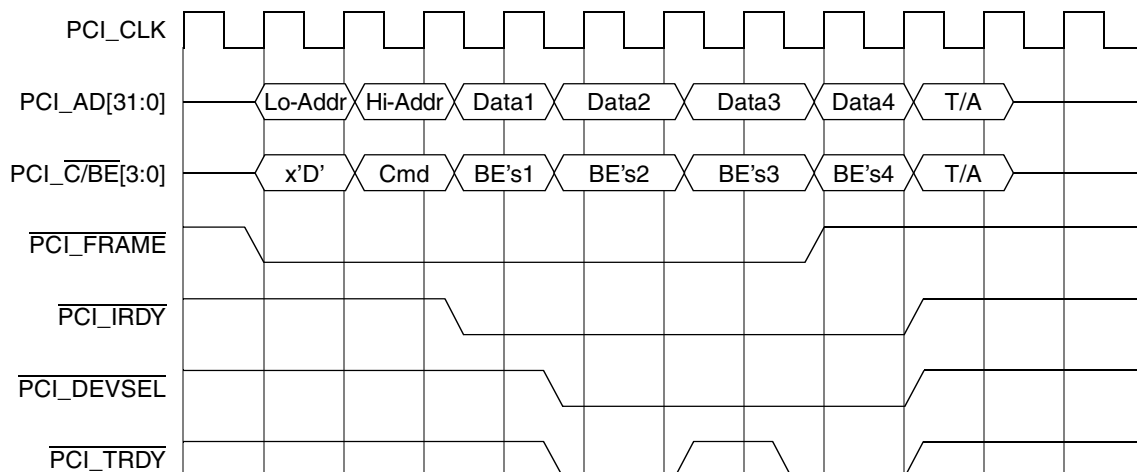 PCI_CLK
PCI_AD[31:0] Lo-Addr Hi-Addr Data1 Data2 Data3 Data4 T/A
PCI_C/BE[3:0] x'D' Cmd BE's1 BE's2 BE's3 BE's4 T/A
PCI_FRAME
PCI_IRDY
PCI_DEVSEL
PCI_TRDY